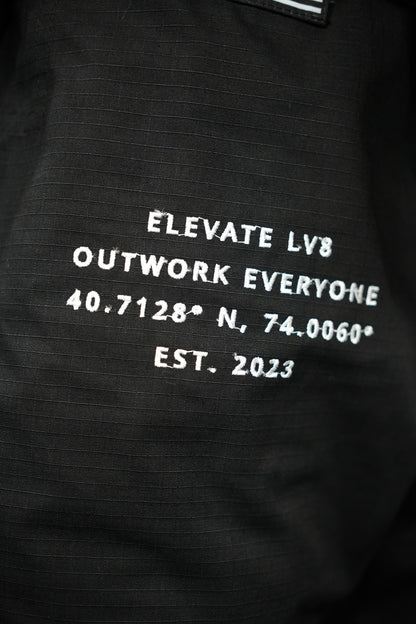 ELEVATE LV8
OUTWORK EVERYONE
40.7128° N, 74.0060°
EST. 2023